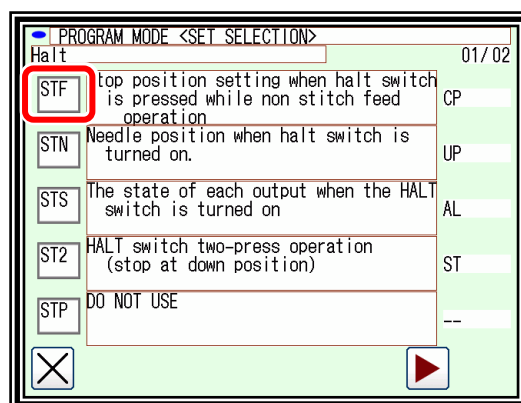 PROGRAM MODE <SET SELECTION>
Halt 01/02
STF top position setting when halt switch
is pressed while non stitch feed CP
operation
STN Needle position when halt switch is
turned on. UP
STS The state of each output when the HALT
switch is turned on AL
ST2 HALT switch two-press operation
(stop at down position) ST
STP DO NOT USE
--